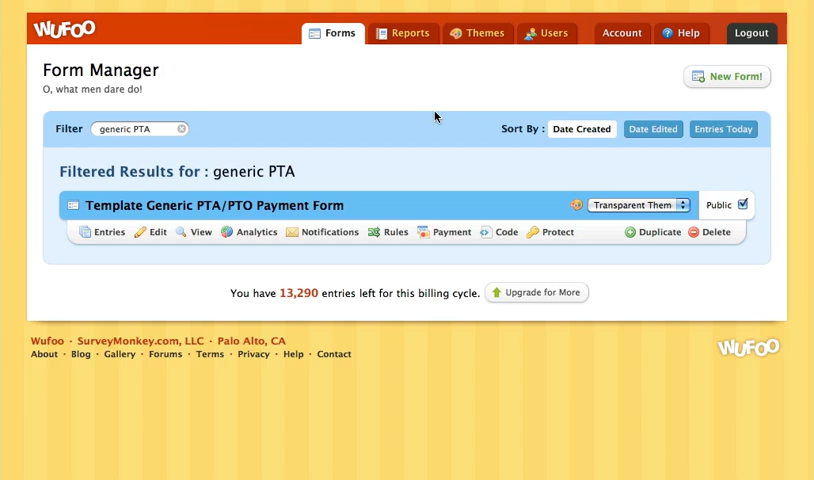 WUFOO Forms Reports Themes Users Account Help Logout
Form Manager
O, what men dare do!
New Form!
Filter generic PTA Sort By : Date Created Date Edited Entries Today
Filtered Results for : generic PTA
Template Generic PTA/PTO Payment Form Transparent Them Public
Entries Edit View Analytics Notifications Rules Payment Code Protect Duplicate Delete
You have 13,290 entries left for this billing cycle. Upgrade for More
Wufoo · SurveyMonkey.com, LLC · Palo Alto, CA
About · Blog · Gallery · Forums · Terms · Privacy · Help · Contact
WUFOO